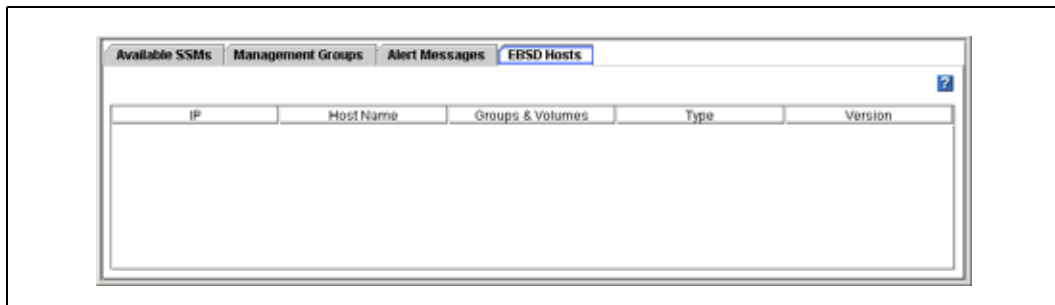 Available SSMs Management Groups Alert Messages EBSD Hosts
?
IP Host Name Groups & Volumes Type Version